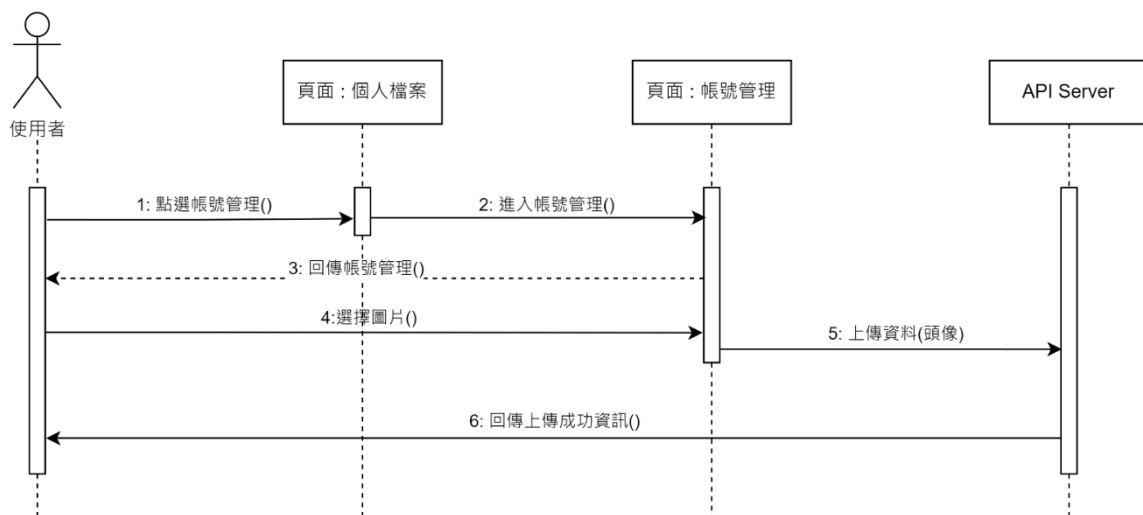 使用者
頁面 : 個人檔案
頁面 : 帳號管理
API Server
1: 點選帳號管理()
2: 進入帳號管理()
3: 回傳帳號管理()
4:選擇圖片()
5: 上傳資料(頭像)
6: 回傳上傳成功資訊()